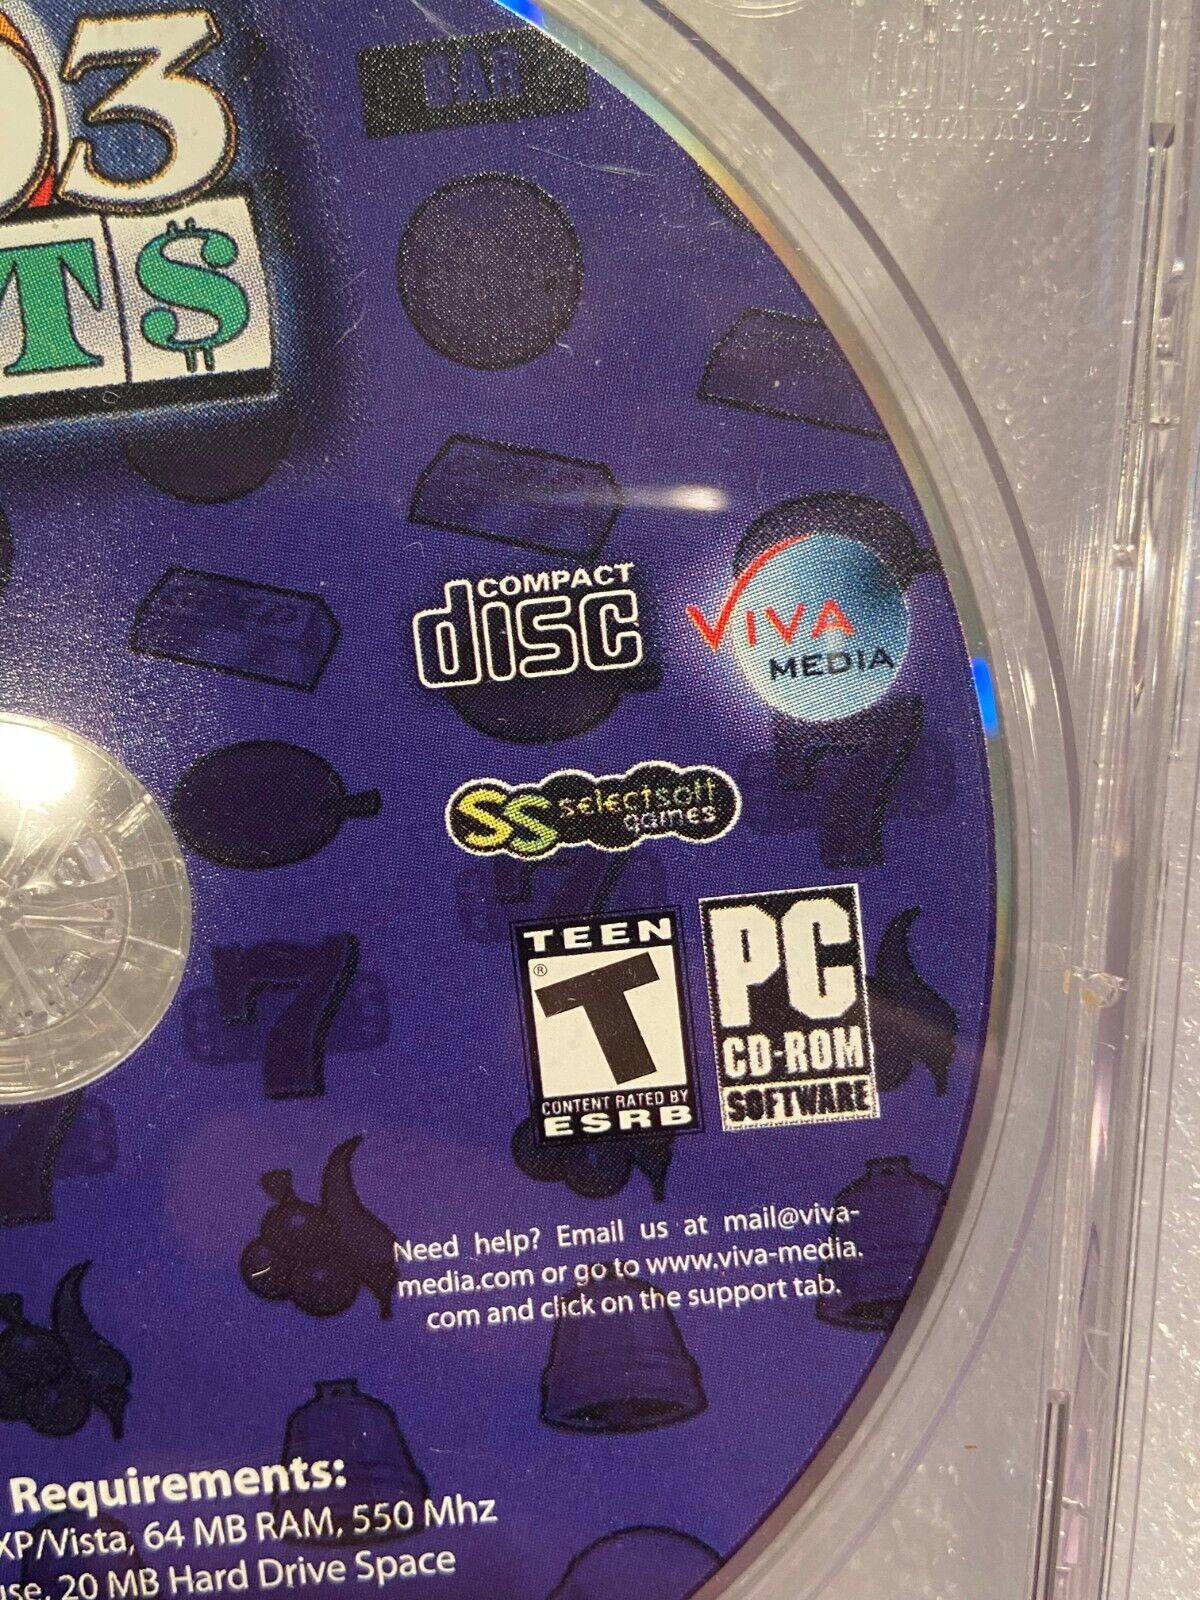 3
BAR
T$
COMPACT
disc
VIVA
MEDIA
SS selectsoft
games
TEEN
T
®
CONTENT RATED BY
ESRB
PC
CD-ROM
SOFTWARE
Need help? Email us at mail@viva-
media.com or go to www.viva-media.
com and click on the support tab.
Requirements:
XP/Vista, 64 MB RAM, 550 Mhz
20 MB Hard Drive Space